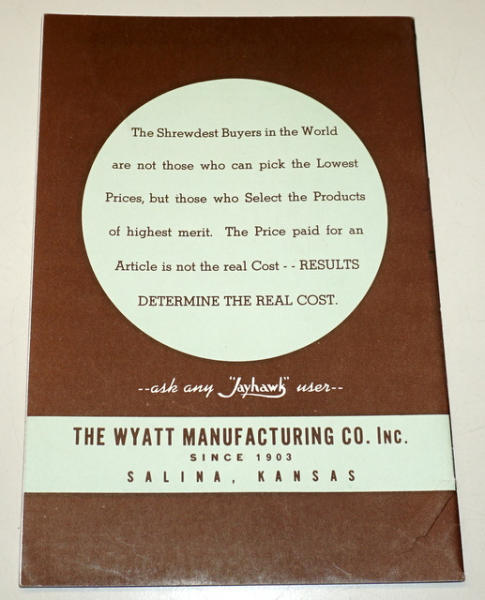 The Shrewdest Buyers in the World
are not those who can pick the Lowest
Prices, but those who Select the Products
of highest merit. The Price paid for an
Article is not the real Cost - - RESULTS
DETERMINE THE REAL COST.
--ask any "Jayhawk" user--
THE WYATT MANUFACTURING CO. INC.
SINCE 1903
SALINA, KANSAS